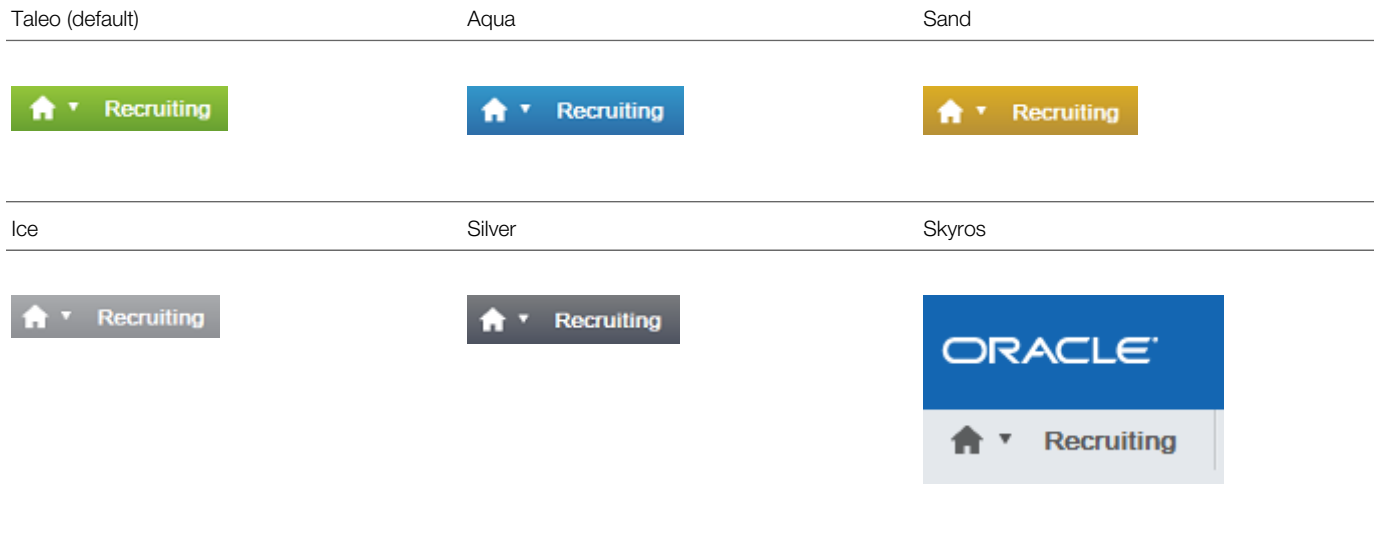 Taleo (default) Aqua Sand
Recruiting Recruiting Recruiting
Ice Silver Skyros
Recruiting Recruiting ORACLE
Recruiting